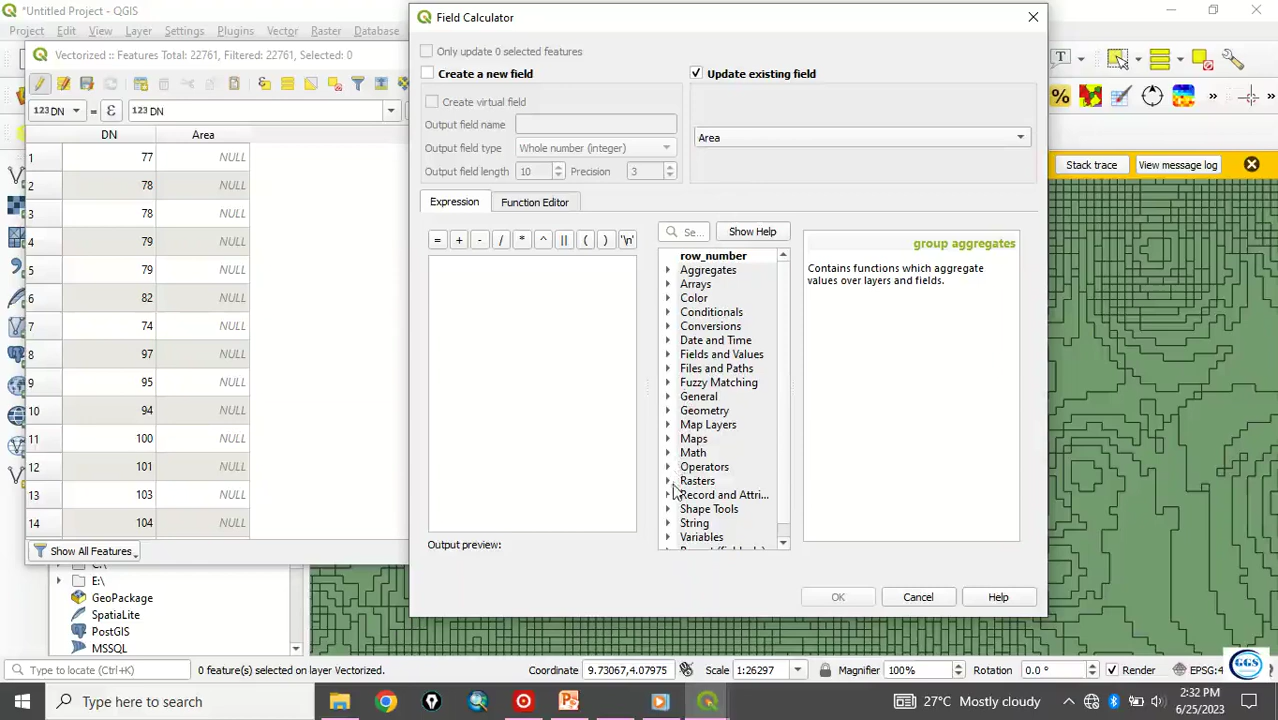 *Untitled Project - QGIS
Project Edit View Layer Settings Plugins Vector Raster Database
Vectorized :: Features Total: 22761, Filtered: 22761, Selected: 0
123 DN = ε 123 DN
DN Area
1 77 NULL
2 78 NULL
3 78 NULL
4 79 NULL
5 79 NULL
6 82 NULL
7 74 NULL
8 97 NULL
9 95 NULL
10 94 NULL
11 100 NULL
12 101 NULL
13 103 NULL
14 104 NULL
Show All Features
E:\
GeoPackage
SpatiaLite
PostGIS
MSSQL
Field Calculator
Only update 0 selected features
Create a new field
Update existing field
Create virtual field
Output field name
Output field type Whole number (integer)
Output field length 10 Precision 3
Area
Expression Function Editor
= + - / * ^ || ( ) '\n'
Se... Show Help
row_number
Aggregates
Arrays
Color
Conditionals
Conversions
Date and Time
Fields and Values
Files and Paths
Fuzzy Matching
General
Geometry
Map Layers
Maps
Math
Operators
Rasters
Record and Attri...
Shape Tools
String
Variables
group aggregates
Contains functions which aggregate
values over layers and fields.
Output preview:
OK Cancel Help
Stack trace View message log
Type to locate (Ctrl+K) 0 feature(s) selected on layer Vectorized. Coordinate 9.73067,4.07975 Scale 1:26297 Magnifier 100% Rotation 0.0 ° Render EPSG:4
GGS
Type here to search 27°C Mostly cloudy 2:32 PM
6/25/2023